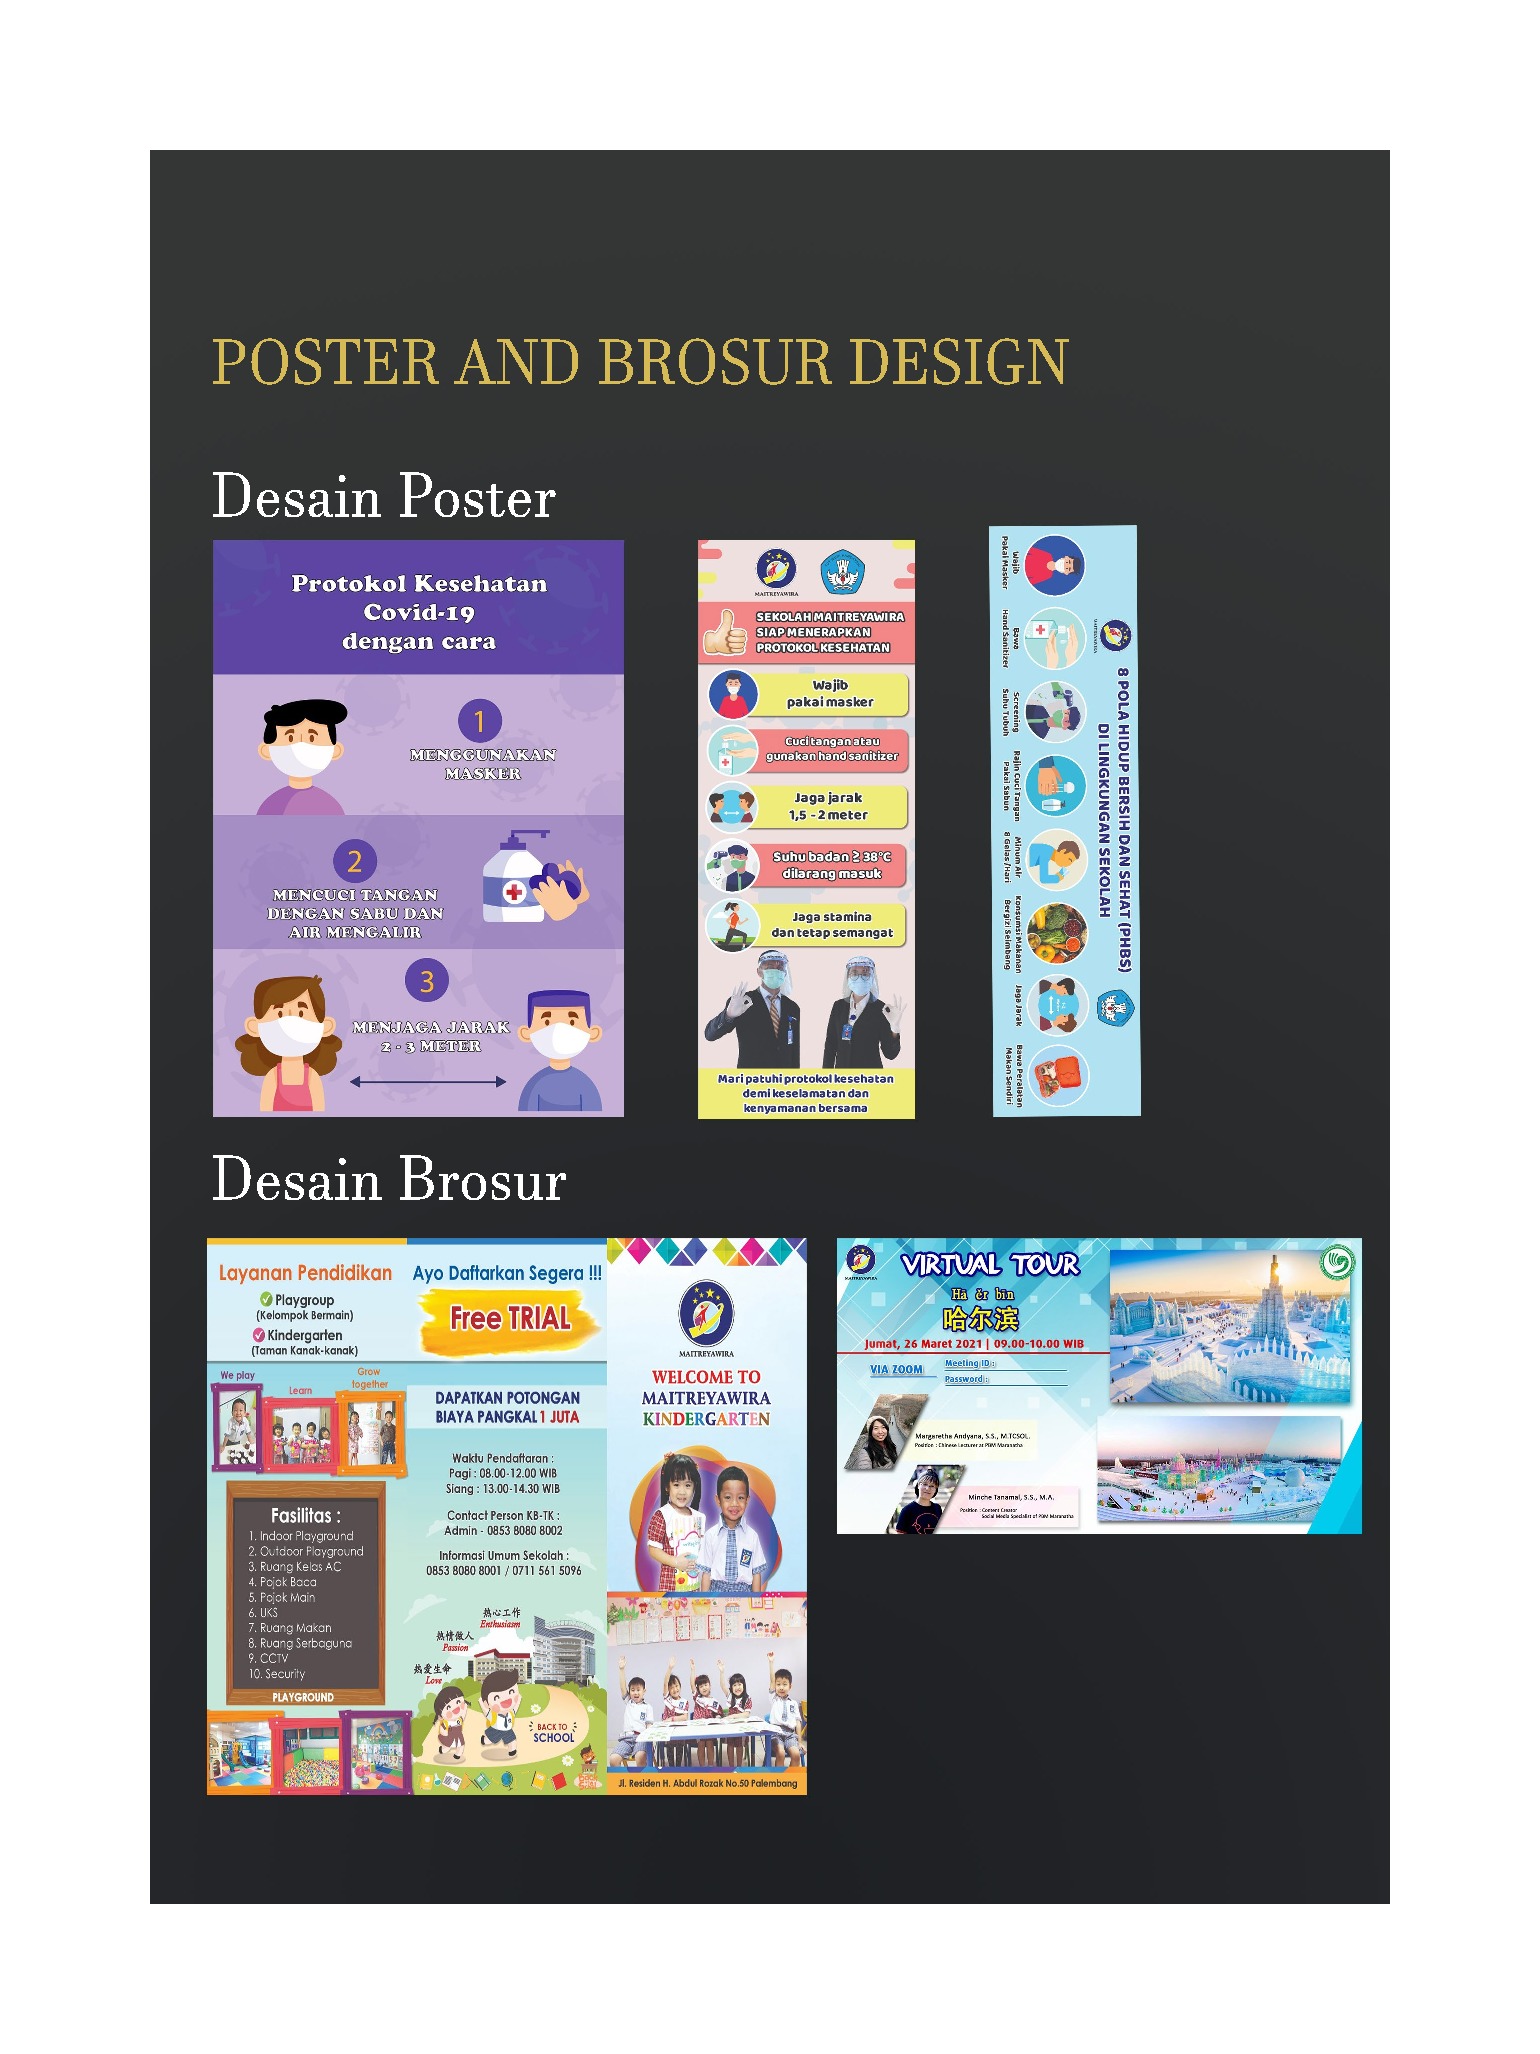 POSTER AND BROSUR DESIGN
Desain Poster
Protokol Kesehatan
Covid-19
dengan cara
1
MENGGUNAKAN
MASKER
2
MENCUCI TANGAN
DENGAN SABU DAN
AIR MENGALIR
3
MENJAGA JARAK
2 - 3 METER
MAITREYAWIRA
SEKOLAH MAITREYAWIRA
SIAP MENERAPKAN
PROTOKOL KESEHATAN
Wajib
pakai masker
Cuci tangan atau
gunakan hand sanitizer
Jaga jarak
1,5 - 2 meter
Suhu badan ≥ 38°C
dilarang masuk
Jaga stamina
dan tetap semangat
Mari patuhi protokol kesehatan
demi keselamatan dan
kenyamanan bersama
MAITREYAWIRA
8 POLA HIDUP BERSIH DAN SEHAT (PHBS)
DI LINGKUNGAN SEKOLAH
Wajib
Pakai Masker
Bawa
Hand Sanitizer
Screening
Suhu Tubuh
Rajin Cuci Tangan
Pakai Sabun
Minum Air
8 Gelas /Hari
Konsumsi Makanan
Bergizi Seimbang
Jaga Jarak
Bawa Peralatan
Makan Sendiri
Desain Brosur
Layanan Pendidikan
Playgroup
(Kelompok Bermain)
Kindergarten
(Taman Kanak-kanak)
We play
Learn
Grow
together
Fasilitas :
1. Indoor Playground
2. Outdoor Playground
3. Ruang Kelas AC
4. Pojok Baca
5. Pojok Main
6. UKS
7. Ruang Makan
8. Ruang Serbaguna
9. CCTV
10. Security
PLAYGROUND
Ayo Daftarkan Segera !!!
Free TRIAL
DAPATKAN POTONGAN
BIAYA PANGKAL 1 JUTA
Waktu Pendaftaran :
Pagi : 08.00-12.00 WIB
Siang : 13.00-14.30 WIB
Contact Person KB-TK :
Admin - 0853 8080 8002
Informasi Umum Sekolah :
0853 8080 8001 / 0711 561 5096
热心工作
Enthusiasm
热情做人
Passion
热爱生命
Love
BACK TO
SCHOOL
MAITREYAWIRA
WELCOME TO
MAITREYAWIRA
KINDERGARTEN
Jl. Residen H. Abdul Rozak No.50 Palembang
MAITREYAWIRA
VIRTUAL TOUR
Hā ěr bīn
哈尔滨
Jumat, 26 Maret 2021 | 09.00-10.00 WIB
VIA ZOOM
Meeting ID :
Password :
Margaretha Andyana, S.S., M.TCSOL.
Position : Chinese Lecturer at PBM Maranatha
Minche Tanamal, S.S., M.A.
Position : Content Creator
Social Media Specialist of PBM Maranatha